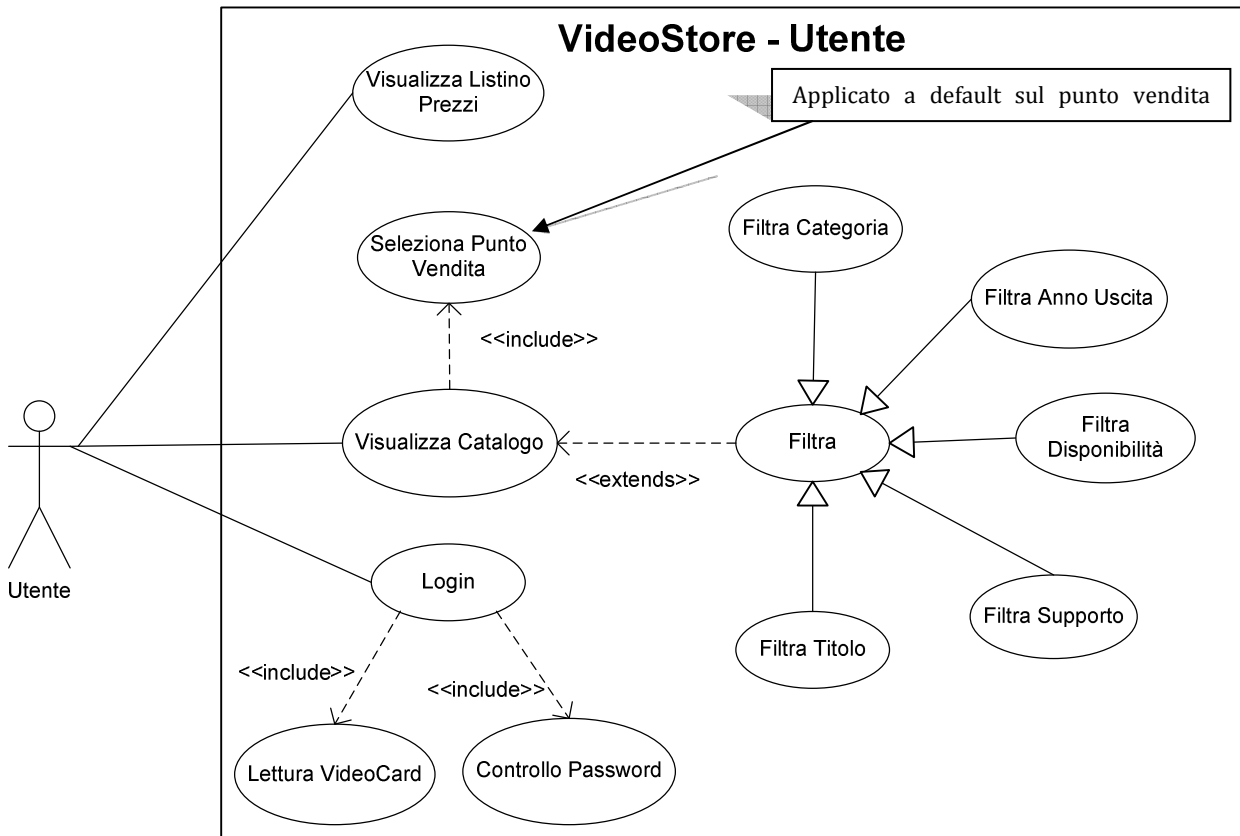 VideoStore - Utente
Visualizza Listino
Prezzi
Applicato a default sul punto vendita
Seleziona Punto
Vendita
Filtra Categoria
Filtra Anno Uscita
<<include>>
Visualizza Catalogo
<<extends>>
Filtra
Filtra
Disponibilità
Utente
Login
Filtra Supporto
Filtra Titolo
<<include>>
<<include>>
Lettura VideoCard
Controllo Password